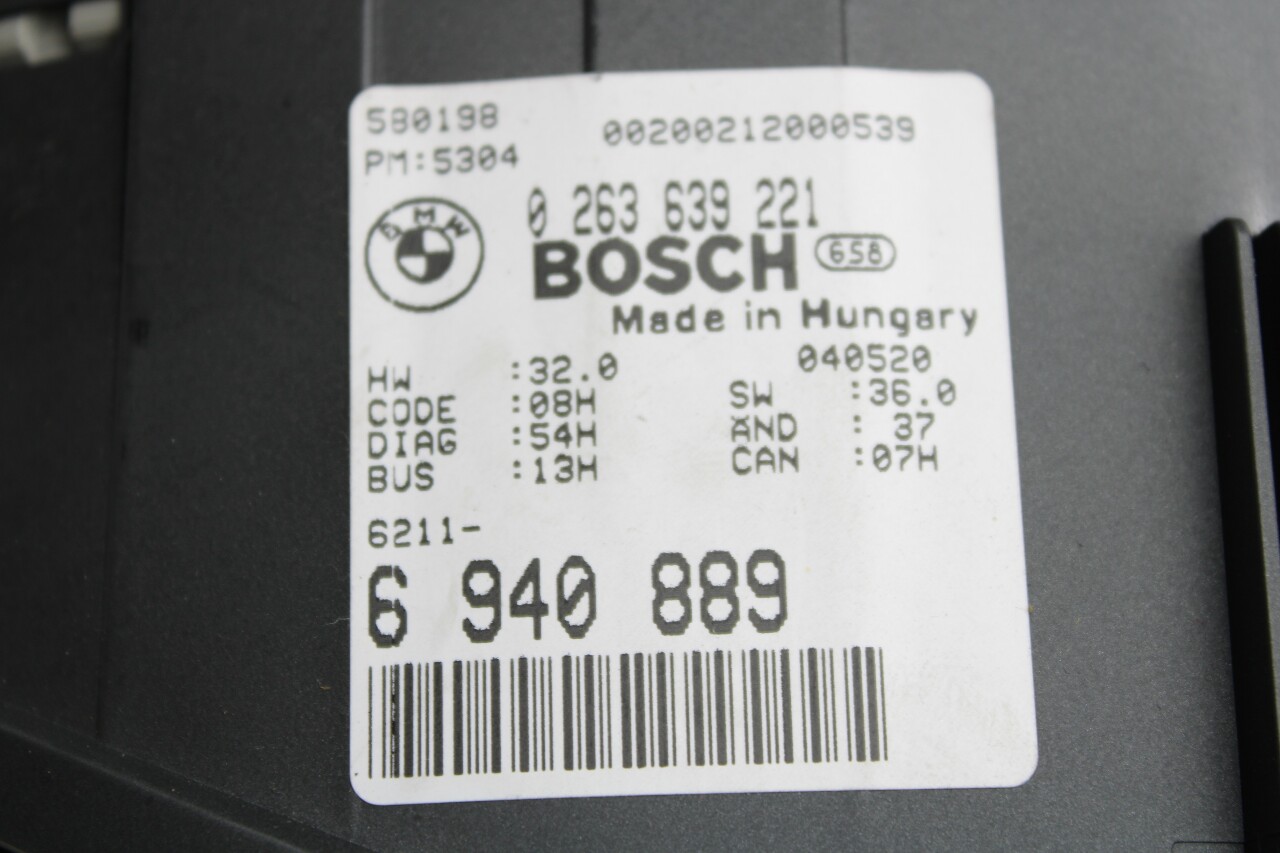 580198
00200212000539
PM:5304
0 263 639 221
BMW
BOSCH 658
Made in Hungary
040520
HW :32.0
SW :36.0
CODE :08H
ÄND : 37
DIAG :54H
CAN :07H
BUS :13H
6211-
6 940 889